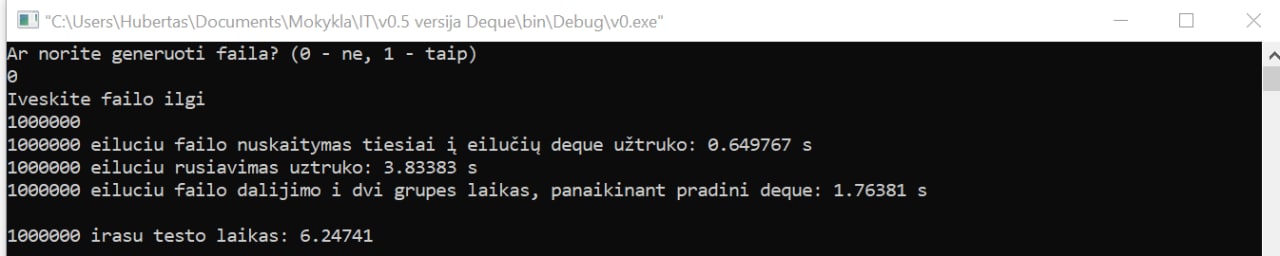 "C:\Users\Hubertas\Documents\Mokykla\IT\v0.5 versija Deque\bin\Debug\v0.exe"
Ar norite generuoti faila? (0 - ne, 1 - taip)
0
Iveskite failo ilgi
1000000
1000000 eiluciu failo nuskaitymas tiesiai į eilučių deque užtruko: 0.649767 s
1000000 eiluciu rusiavimas uztruko: 3.83383 s
1000000 eiluciu failo dalijimo i dvi grupes laikas, panaikinant pradini deque: 1.76381 s
1000000 irasu testo laikas: 6.24741